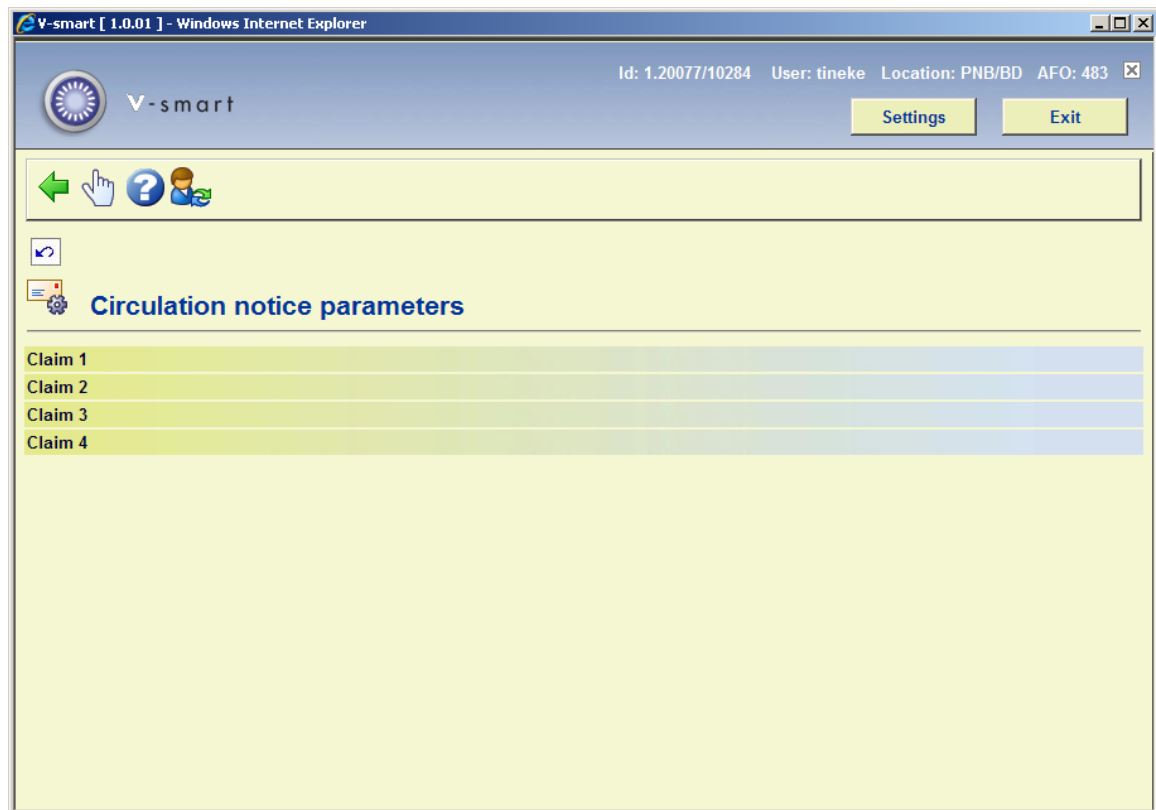 V-smart [ 1.0.01 ] - Windows Internet Explorer
Id: 1.20077/10284 User: tineke Location: PNB/BD AFO: 483
V-smart
Settings Exit
Circulation notice parameters
Claim 1
Claim 2
Claim 3
Claim 4